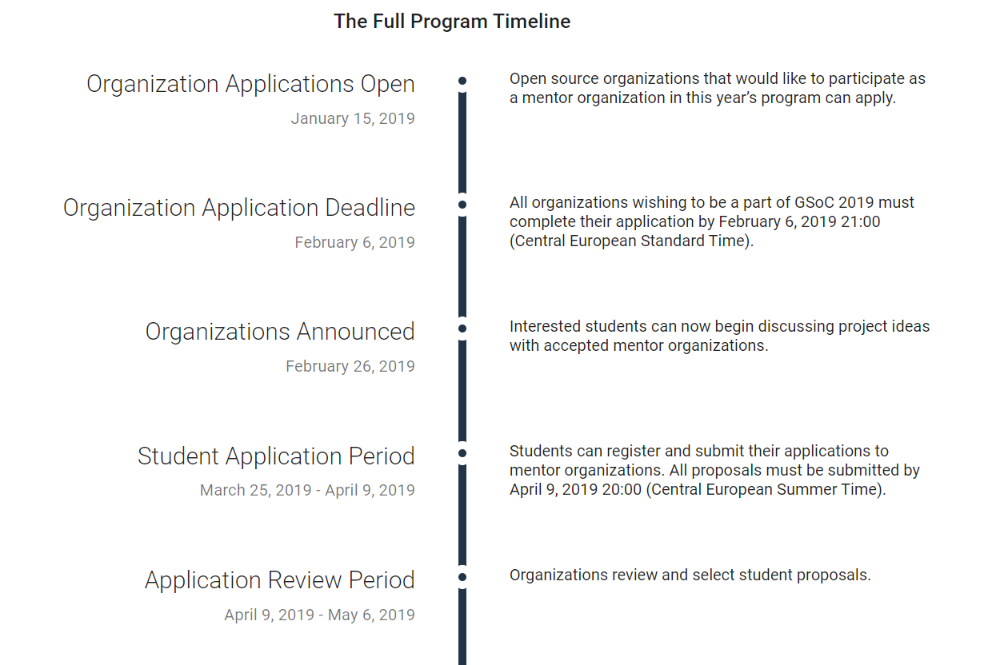 The Full Program Timeline
Organization Applications Open
January 15, 2019
Open source organizations that would like to participate as
a mentor organization in this year’s program can apply.
Organization Application Deadline
February 6, 2019
All organizations wishing to be a part of GSoC 2019 must
complete their application by February 6, 2019 21:00
(Central European Standard Time).
Organizations Announced
February 26, 2019
Interested students can now begin discussing project ideas
with accepted mentor organizations.
Student Application Period
March 25, 2019 - April 9, 2019
Students can register and submit their applications to
mentor organizations. All proposals must be submitted by
April 9, 2019 20:00 (Central European Summer Time).
Application Review Period
April 9, 2019 - May 6, 2019
Organizations review and select student proposals.